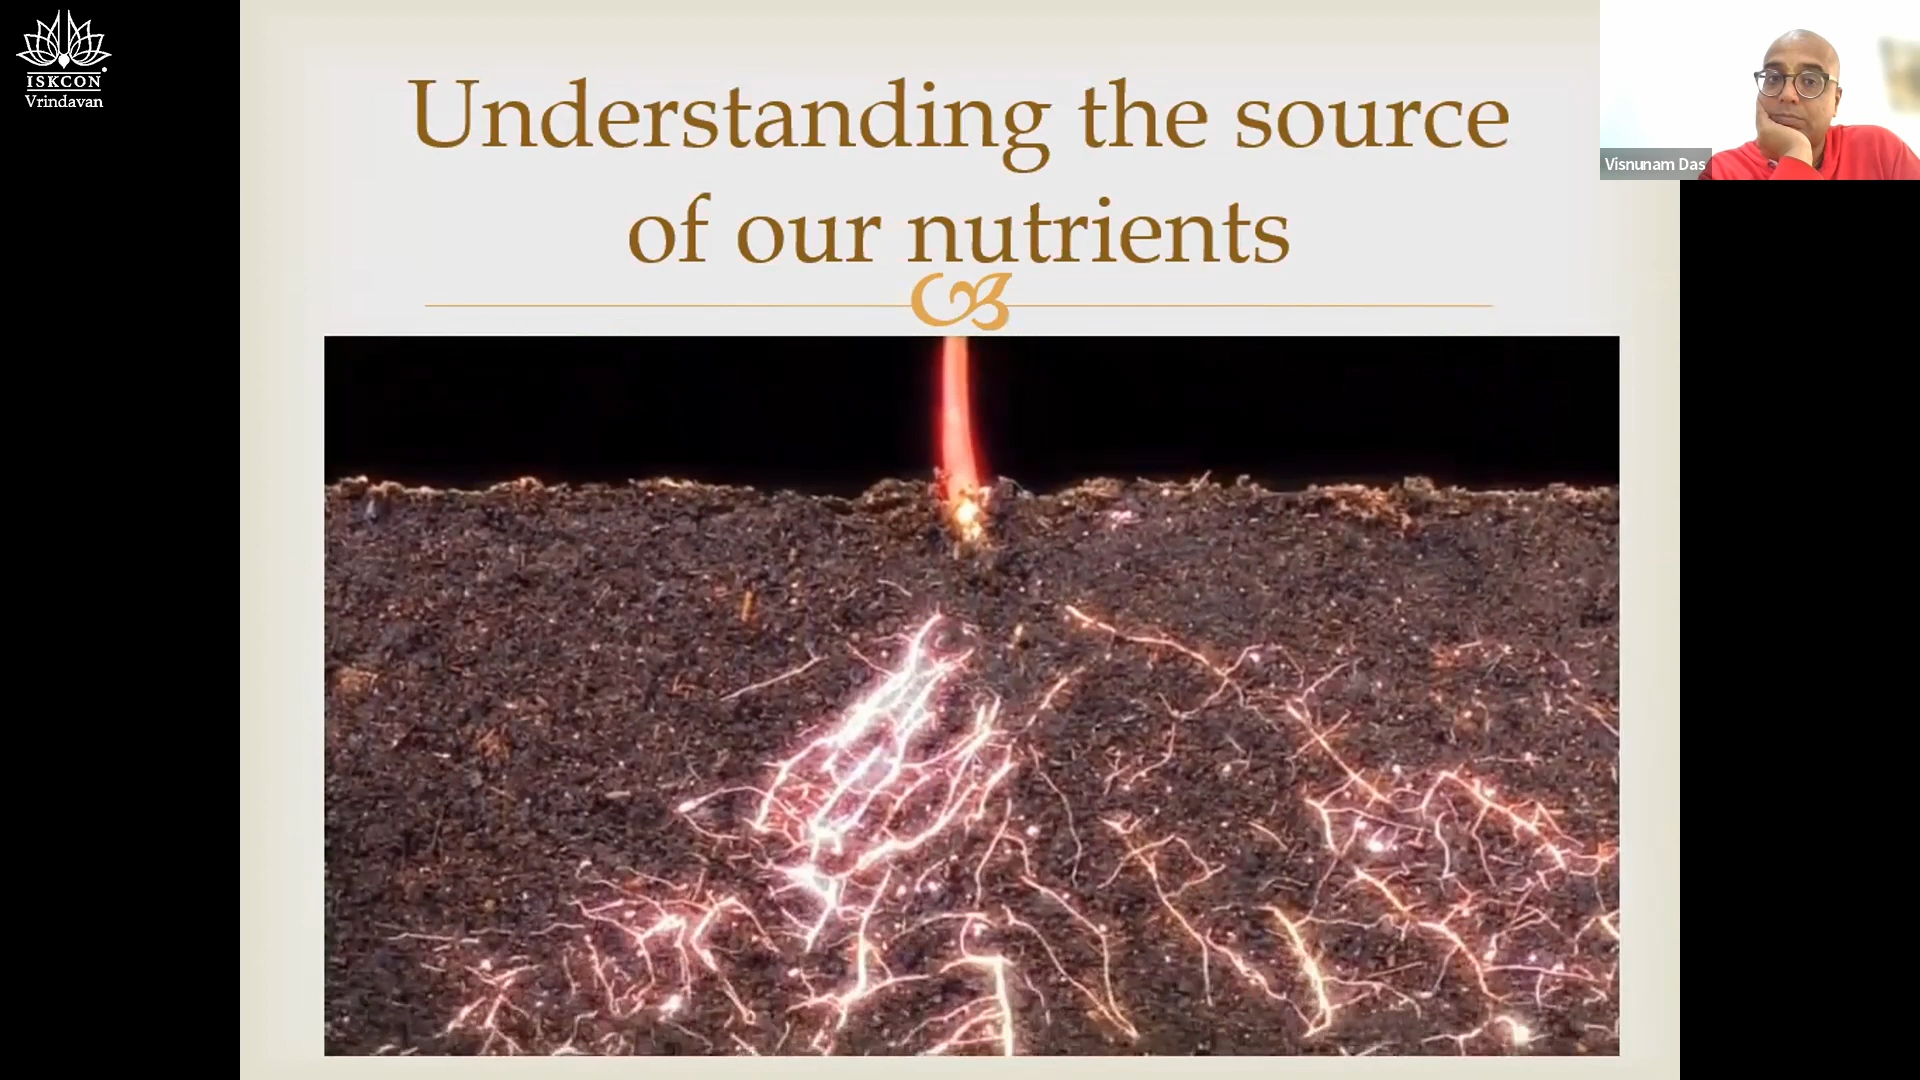 ISKCON
Vrindavan
Understanding the source
of our nutrients
Visnunam Das